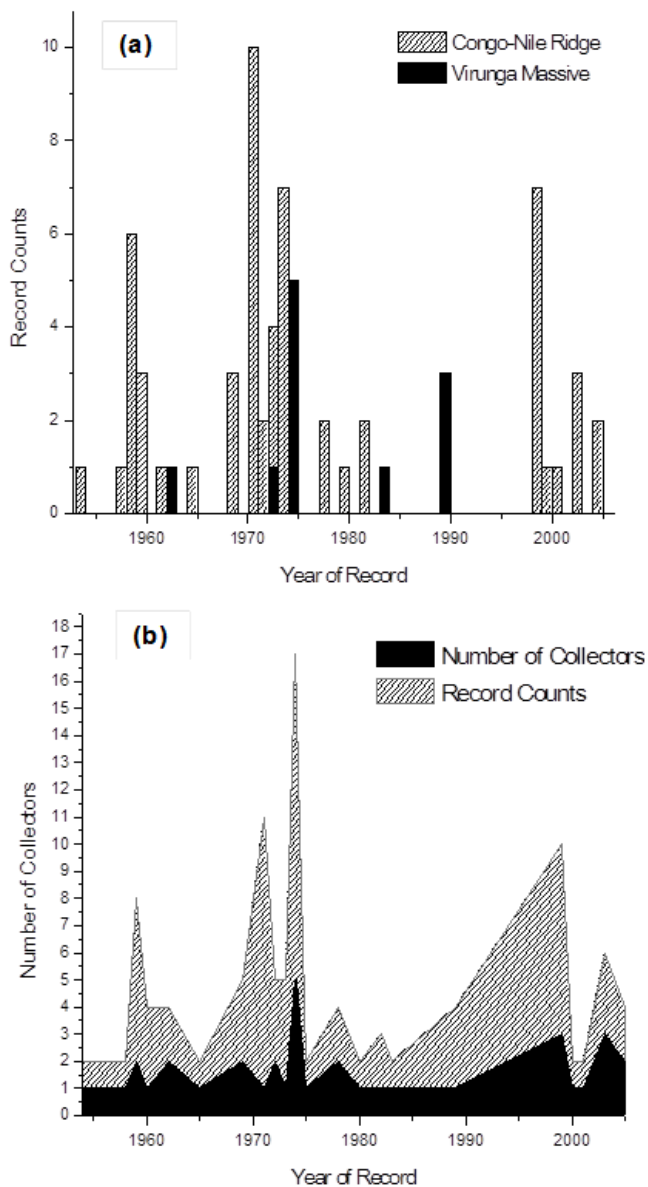 (a)
Congo-Nile Ridge
Virunga Massive
10
8
6
4
2
0
Record Counts
1960 1970 1980 1990 2000
Year of Record
(b)
Number of Collectors
Record Counts
18
17
16
15
14
13
12
11
10
9
8
7
6
5
4
3
2
1
0
Number of Collectors
1960 1970 1980 1990 2000
Year of Record